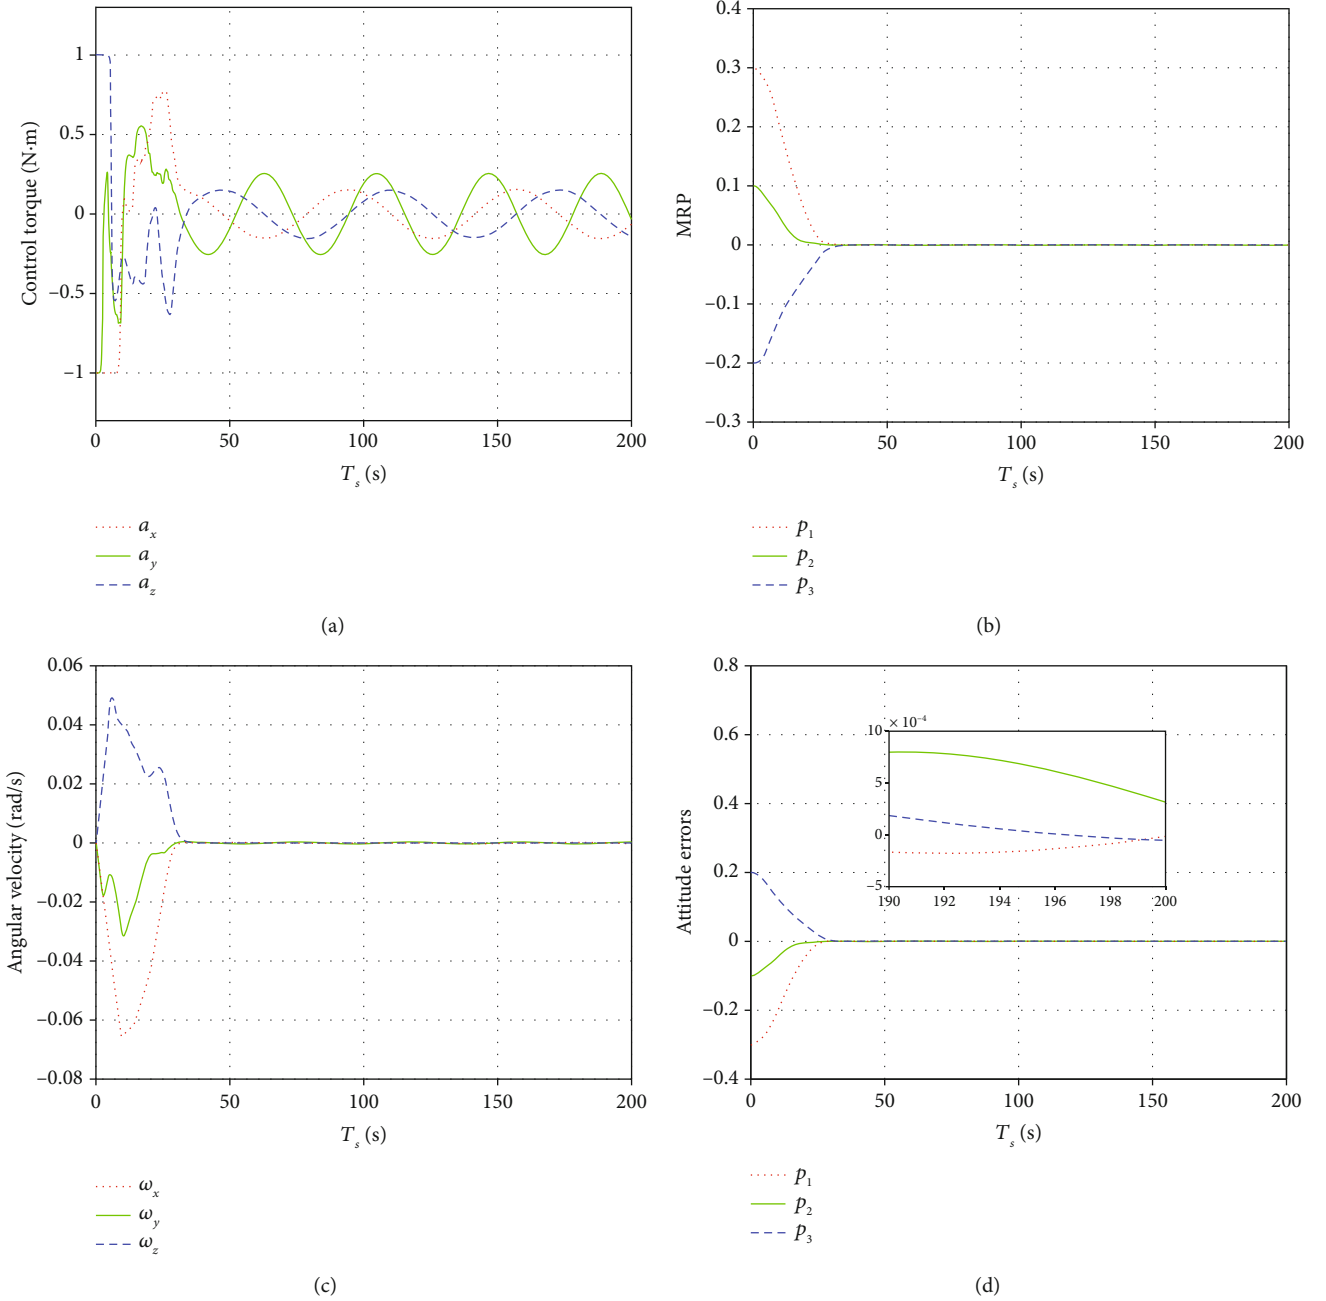 1
0.5
0
–0.5
–1
Control torque (N·m)
0 50 100 150 200
T_s (s)
a_x
a_y
a_z
(a)
0.4
0.3
0.2
0.1
0
–0.1
–0.2
–0.3
MRP
0 50 100 150 200
T_s (s)
p_1
p_2
p_3
(b)
0.06
0.04
0.02
0
–0.02
–0.04
–0.06
–0.08
Angular velocity (rad/s)
0 50 100 150 200
T_s (s)
ω_x
ω_y
ω_z
(c)
0.8
0.6
0.4
0.2
0
–0.2
–0.4
Attitude errors
10 × 10⁻⁴
5
0
–5
190 192 194 196 198 200
0 50 100 150 200
T_s (s)
p_1
p_2
p_3
(d)